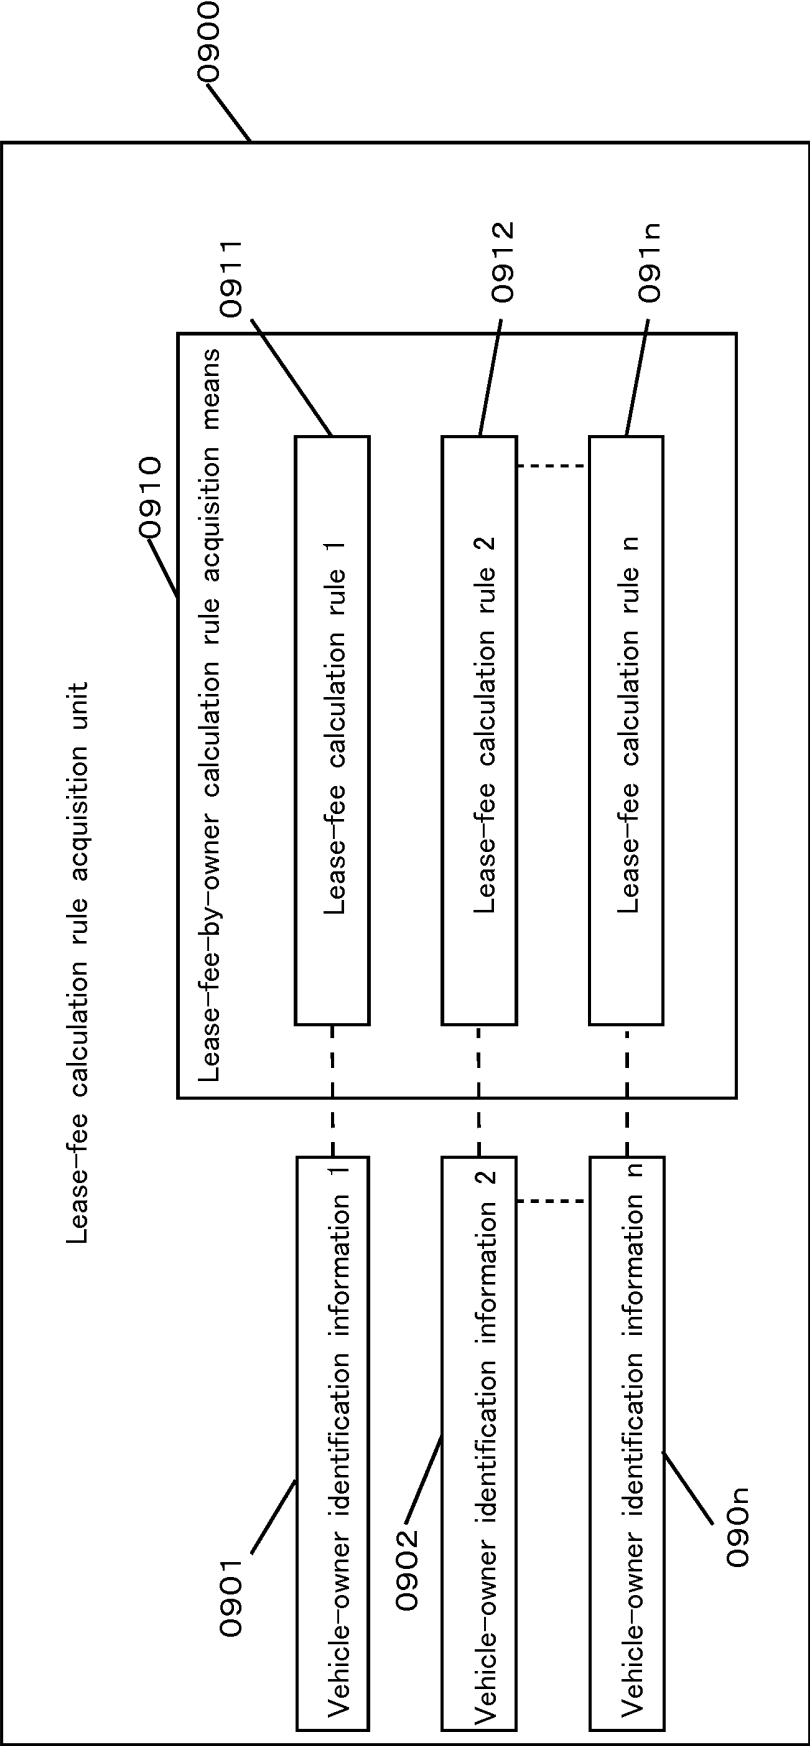 0900
Lease-fee calculation rule acquisition unit
0910
Lease-fee-by-owner calculation rule acquisition means
0901
Vehicle-owner identification information 1
Lease-fee calculation rule 1
0911
0902
Vehicle-owner identification information 2
Lease-fee calculation rule 2
0912
Vehicle-owner identification information n
Lease-fee calculation rule n
091n
090n